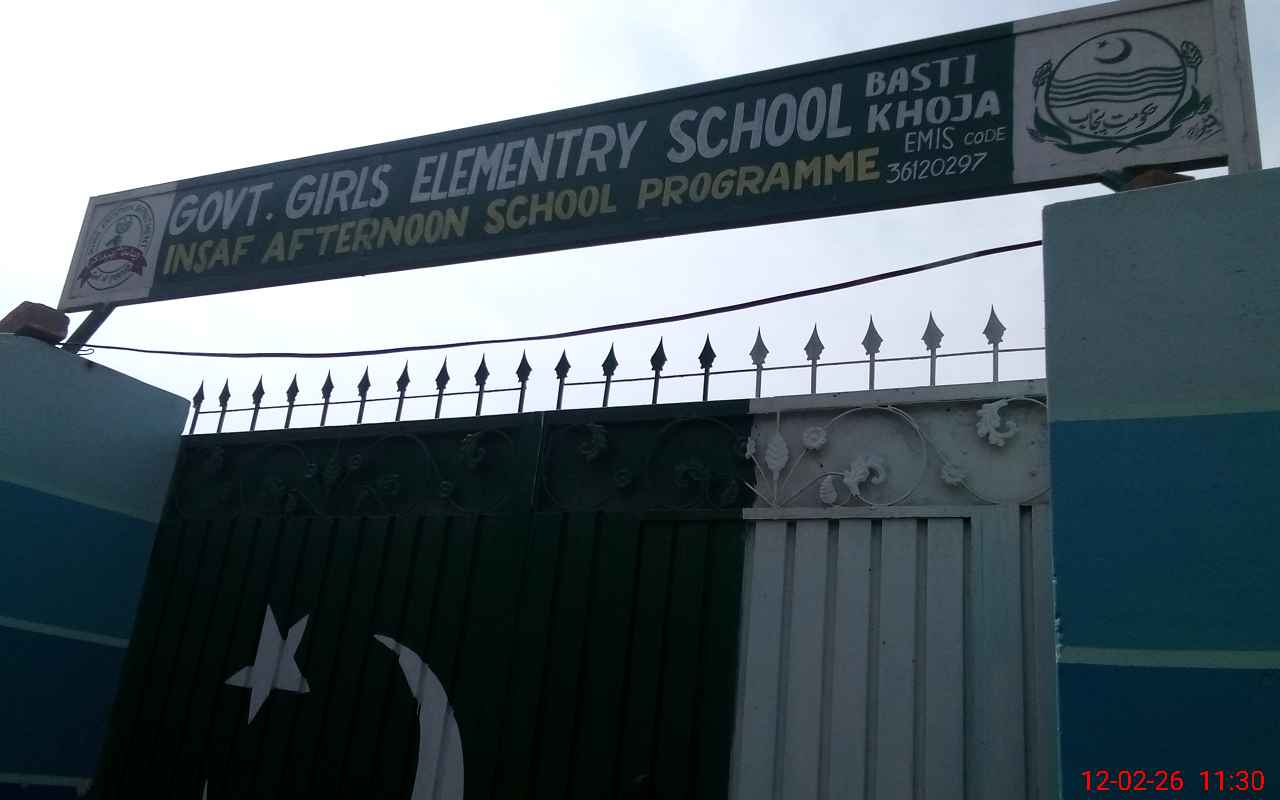 GOVT. GIRLS ELEMENTRY SCHOOL BASTI KHOJA
INSAF AFTERNOON SCHOOL PROGRAMME
EMIS CODE
36120297
حکومتِ پنجاب
12-02-26 11:30